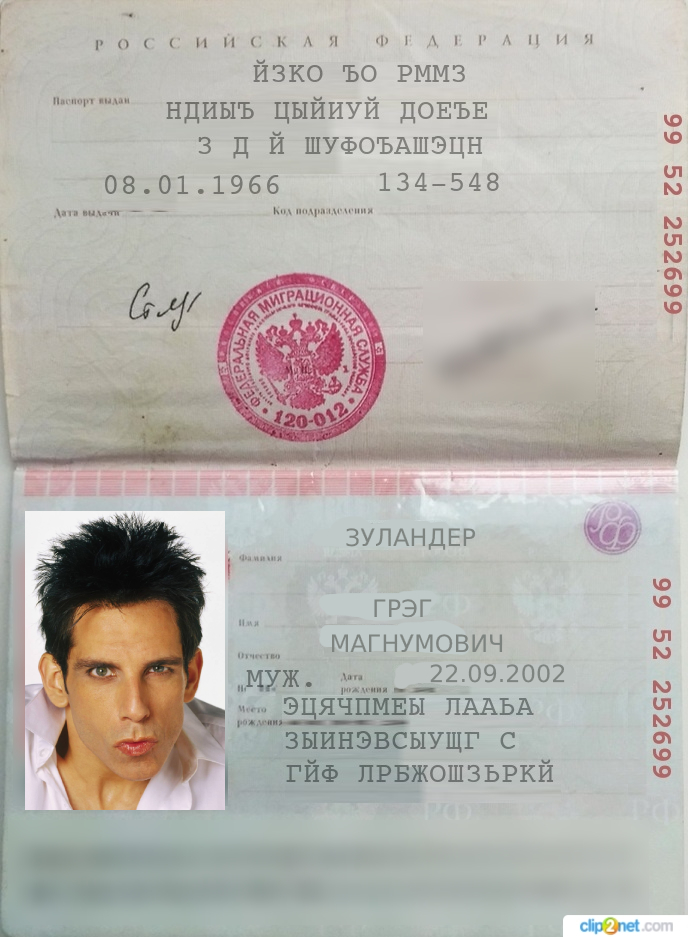 РОССИЙСКАЯ ФЕДЕРАЦИЯ
ЙЗКО ЪО РММЗ
Паспорт выдан
НДИЫЪ ЦЫЙИУЙ ДОЕЪЕ
З Д Й ШУФОЪАШЭЦН
08.01.1966 134-548
Дата выдачи Код подразделения
99 52 252699
ФЕДЕРАЛЬНАЯ МИГРАЦИОННАЯ СЛУЖБА
120-012
ЗУЛАНДЕР
Фамилия
ГРЭГ
Имя
МАГНУМОВИЧ
Отчество
МУЖ. Дата рождения 22.09.2002
Место рождения
ЭЦЯЧПМЕЫ ЛААЬА
ЗЫИНЭВСЫУЩГ С
ГЙФ ЛРБЖОШЗЬРКЙ
99 52 252699
clip2net.com